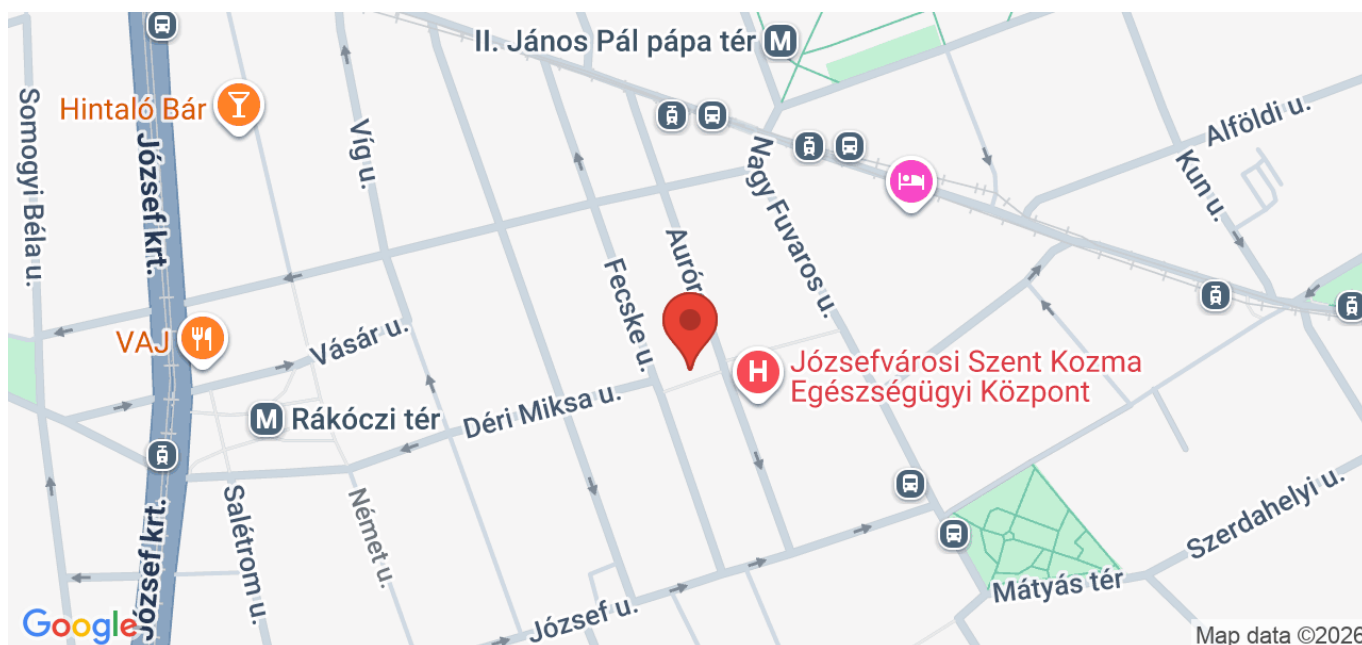 II. János Pál pápa tér
M
Hintaló Bár
Somogyi Béla u.
József krt.
Víg u.
Nagy Fuvaros u.
Alföldi u.
Kun u.
Fecske u.
VAJ
Vásár u.
H
Józsefvárosi Szent Kozma
Egészségügyi Központ
M
Rákóczi tér
Déri Miksa u.
Salétrom u.
Német u.
József krt.
József u.
Mátyás tér
Szerdahelyi u.
Google
Map data ©2026